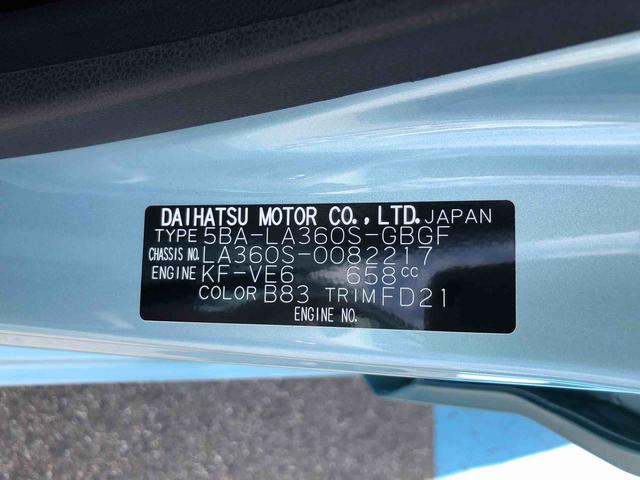 DAIHATSU MOTOR CO., LTD. JAPAN
TYPE 5BA-LA360S-GBGF
CHASSIS NO. LA360S-0082217
ENGINE KF-VE6 658cc
COLOR B83 TRIM FD21
ENGINE NO.